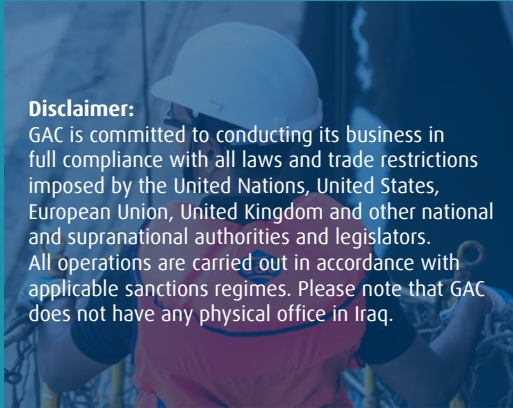 Disclaimer:
GAC is committed to conducting its business in
full compliance with all laws and trade restrictions
imposed by the United Nations, United States,
European Union, United Kingdom and other national
and supranational authorities and legislators.
All operations are carried out in accordance with
applicable sanctions regimes. Please note that GAC
does not have any physical office in Iraq.